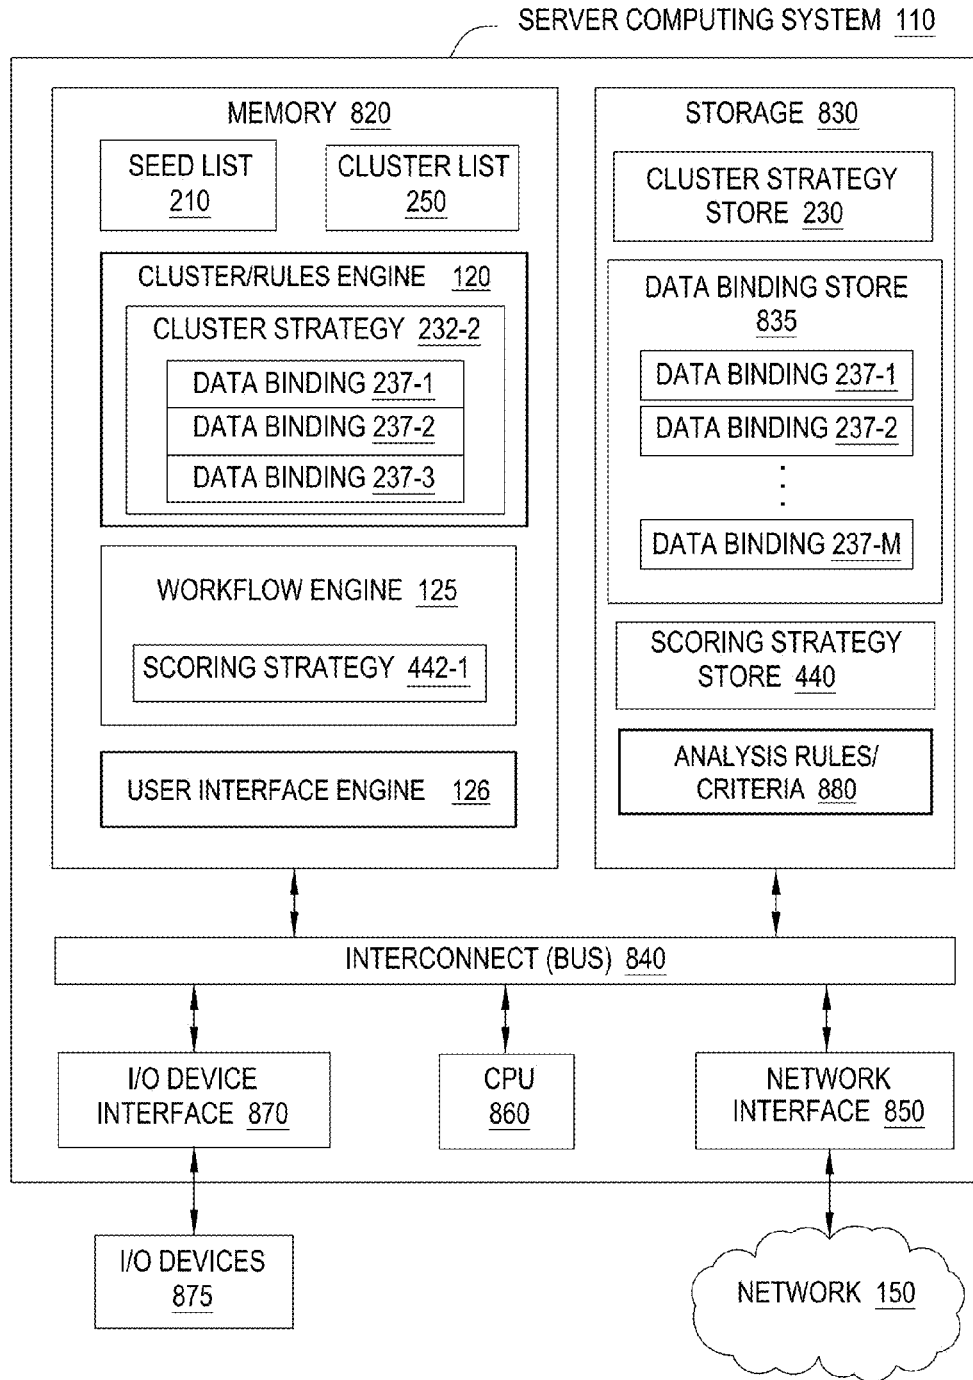 SERVER COMPUTING SYSTEM 110
MEMORY 820
SEED LIST
210
CLUSTER LIST
250
CLUSTER/RULES ENGINE 120
CLUSTER STRATEGY 232-2
DATA BINDING 237-1
DATA BINDING 237-2
DATA BINDING 237-3
WORKFLOW ENGINE 125
SCORING STRATEGY 442-1
USER INTERFACE ENGINE 126
STORAGE 830
CLUSTER STRATEGY
STORE 230
DATA BINDING STORE
835
DATA BINDING 237-1
DATA BINDING 237-2
DATA BINDING 237-M
SCORING STRATEGY
STORE 440
ANALYSIS RULES/
CRITERIA 880
INTERCONNECT (BUS) 840
I/O DEVICE
INTERFACE 870
CPU
860
NETWORK
INTERFACE 850
I/O DEVICES
875
NETWORK 150